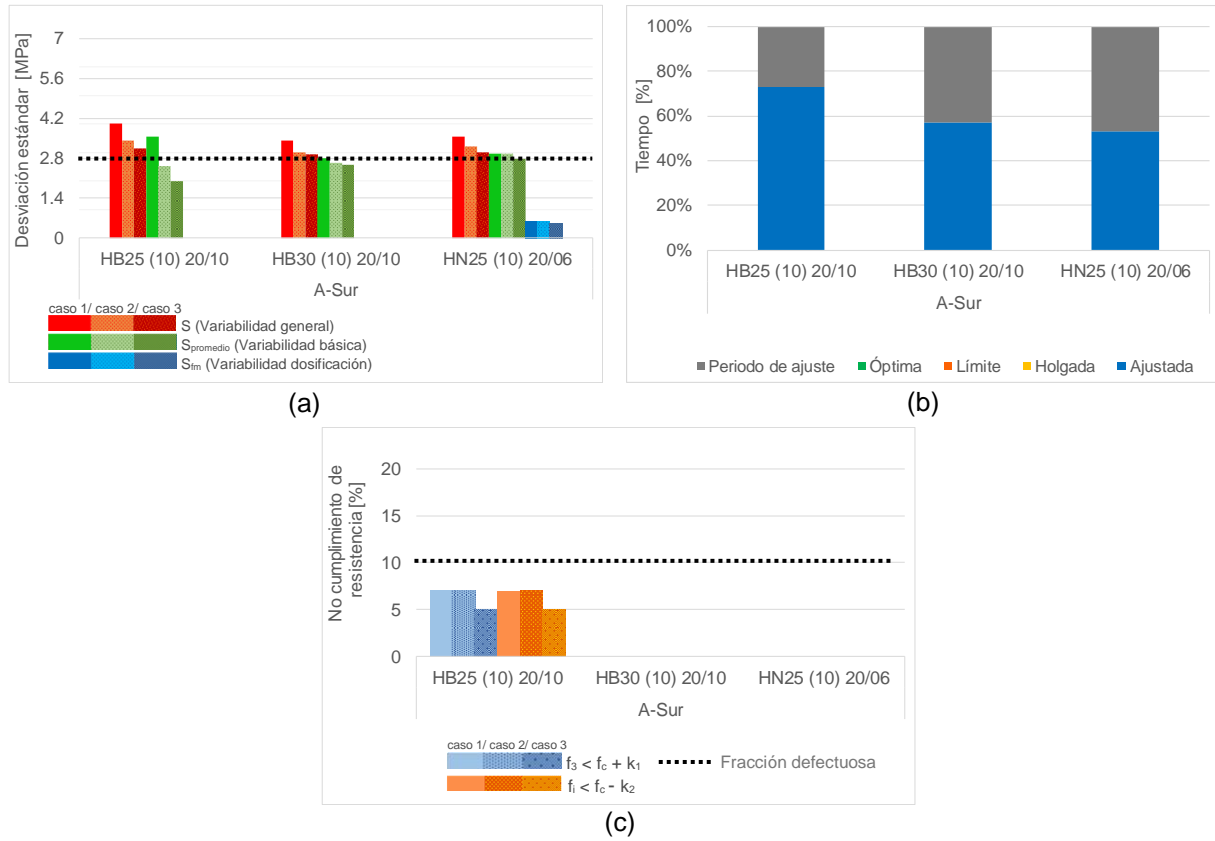 Desviación estándar [MPa]
7
5.6
4.2
2.8
1.4
0
HB25 (10) 20/10 HB30 (10) 20/10 HN25 (10) 20/06
A-Sur
caso 1/ caso 2/ caso 3
S (Variabilidad general)
Spromedio (Variabilidad básica)
Sfm (Variabilidad dosificación)
(a)
Tiempo [%]
100%
80%
60%
40%
20%
0%
HB25 (10) 20/10 HB30 (10) 20/10 HN25 (10) 20/06
A-Sur
Periodo de ajuste Óptima Límite Holgada Ajustada
(b)
No cumplimiento de
resistencia [%]
20
15
10
5
0
HB25 (10) 20/10 HB30 (10) 20/10 HN25 (10) 20/06
A-Sur
caso 1/ caso 2/ caso 3
f3 < fc + k1 Fracción defectuosa
fi < fc - k2
(c)